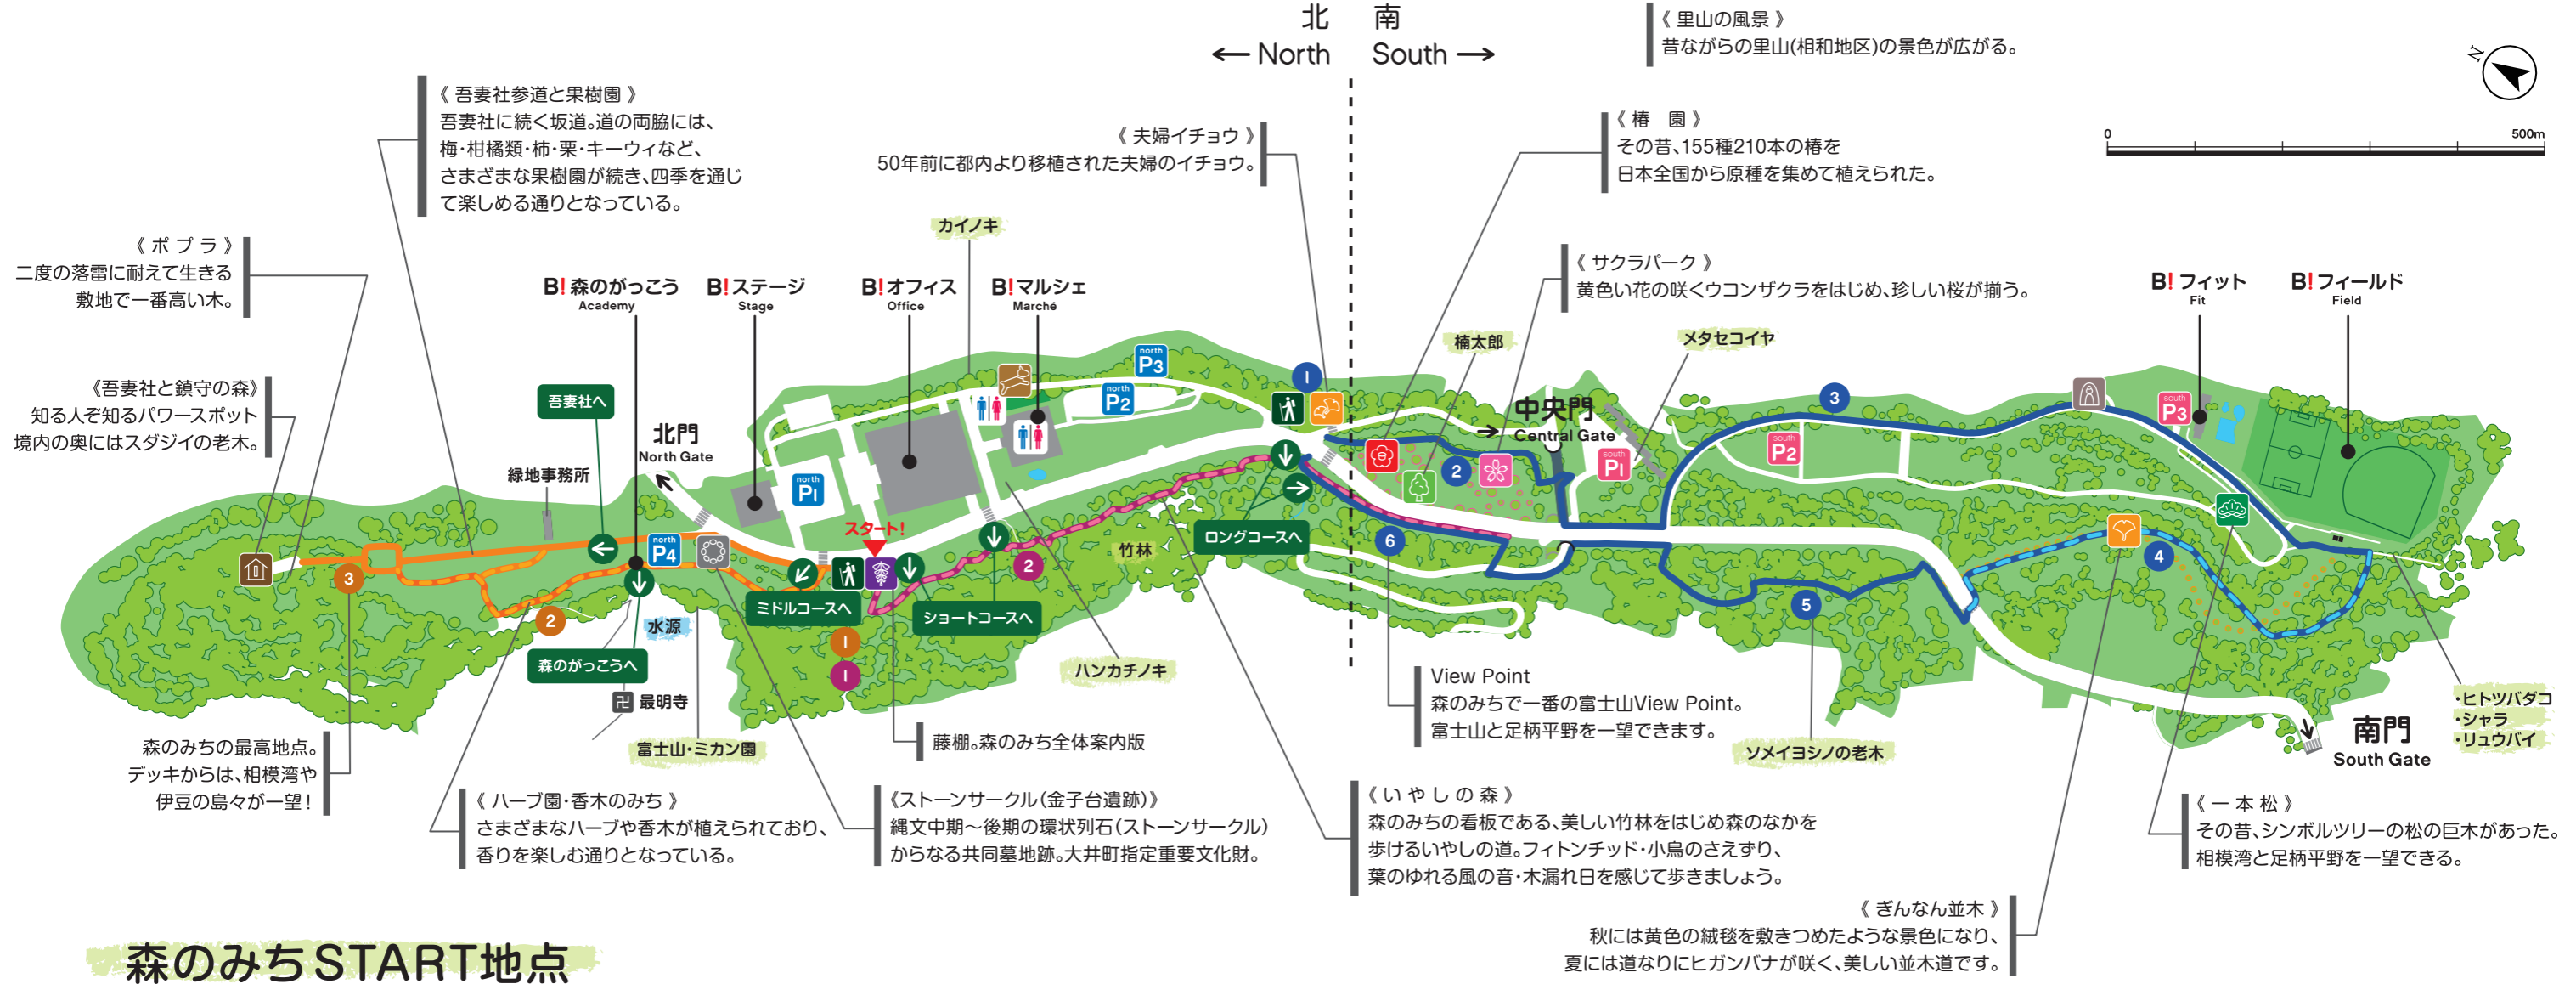 北 南
← North South →
《 里山の風景 》
昔ながらの里山(相和地区)の景色が広がる。
N
0 500m
《 吾妻社参道と果樹園 》
吾妻社に続く坂道。道の両脇には、
梅・柑橘類・柿・栗・キーウィなど、
さまざまな果樹園が続き、四季を通じ
て楽しめる通りとなっている。
《 夫婦イチョウ 》
50年前に都内より移植された夫婦のイチョウ。
《 椿　園 》
その昔、155種210本の椿を
日本全国から原種を集めて植えられた。
《 ポ プ ラ 》
二度の落雷に耐えて生きる
敷地で一番高い木。
カイノキ
《 サクラパーク 》
黄色い花の咲くウコンザクラをはじめ、珍しい桜が揃う。
B!森のがっこう
Academy
B!ステージ
Stage
B!オフィス
Office
B!マルシェ
Marché
B!フィット
Fit
B!フィールド
Field
楠太郎
メタセコイヤ
《吾妻社と鎮守の森》
知る人ぞ知るパワースポット
境内の奥にはスダジイの老木。
吾妻社へ
北門
North Gate
緑地事務所
north
P1
north
P2
north
P3
north
P4
中央門
Central Gate
south
P1
south
P2
south
P3
1
2
3
4
5
6
スタート!
竹林
ロングコースへ
ミドルコースへ
ショートコースへ
1
2
3
1
2
水源
森のがっこうへ
卍 最明寺
富士山・ミカン園
ハンカチノキ
藤棚。森のみち全体案内版
View Point
森のみちで一番の富士山View Point。
富士山と足柄平野を一望できます。
ソメイヨシノの老木
南門
South Gate
・ヒトツバダコ
・シャラ
・リュウバイ
森のみちの最高地点。
デッキからは、相模湾や
伊豆の島々が一望!
《 ハーブ園・香木のみち 》
さまざまなハーブや香木が植えられており、
香りを楽しむ通りとなっている。
《ストーンサークル(金子台遺跡)》
縄文中期〜後期の環状列石(ストーンサークル)
からなる共同墓地跡。大井町指定重要文化財。
《 い や し の 森 》
森のみちの看板である、美しい竹林をはじめ森のなかを
歩けるいやしの道。フィトンチッド・小鳥のさえずり、
葉のゆれる風の音・木漏れ日を感じて歩きましょう。
《 一 本 松 》
その昔、シンボルツリーの松の巨木があった。
相模湾と足柄平野を一望できる。
《 ぎんなん並木 》
秋には黄色の絨毯を敷きつめたような景色になり、
夏には道なりにヒガンバナが咲く、美しい並木道です。
森のみちSTART地点